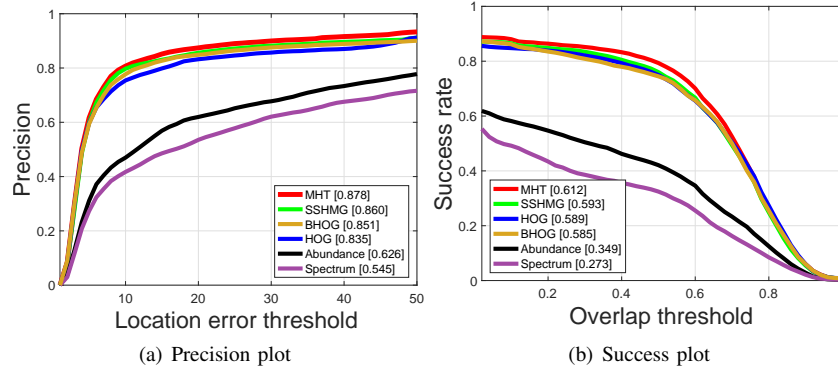 Precision
1
0.8
0.6
0.4
0.2
0
10
20
30
40
50
Location error threshold
MHT [0.878]
SSHMG [0.860]
BHOG [0.851]
HOG [0.835]
Abundance [0.626]
Spectrum [0.545]
(a) Precision plot
Success rate
1
0.8
0.6
0.4
0.2
0
0.2
0.4
0.6
0.8
Overlap threshold
MHT [0.612]
SSHMG [0.593]
HOG [0.589]
BHOG [0.585]
Abundance [0.349]
Spectrum [0.273]
(b) Success plot